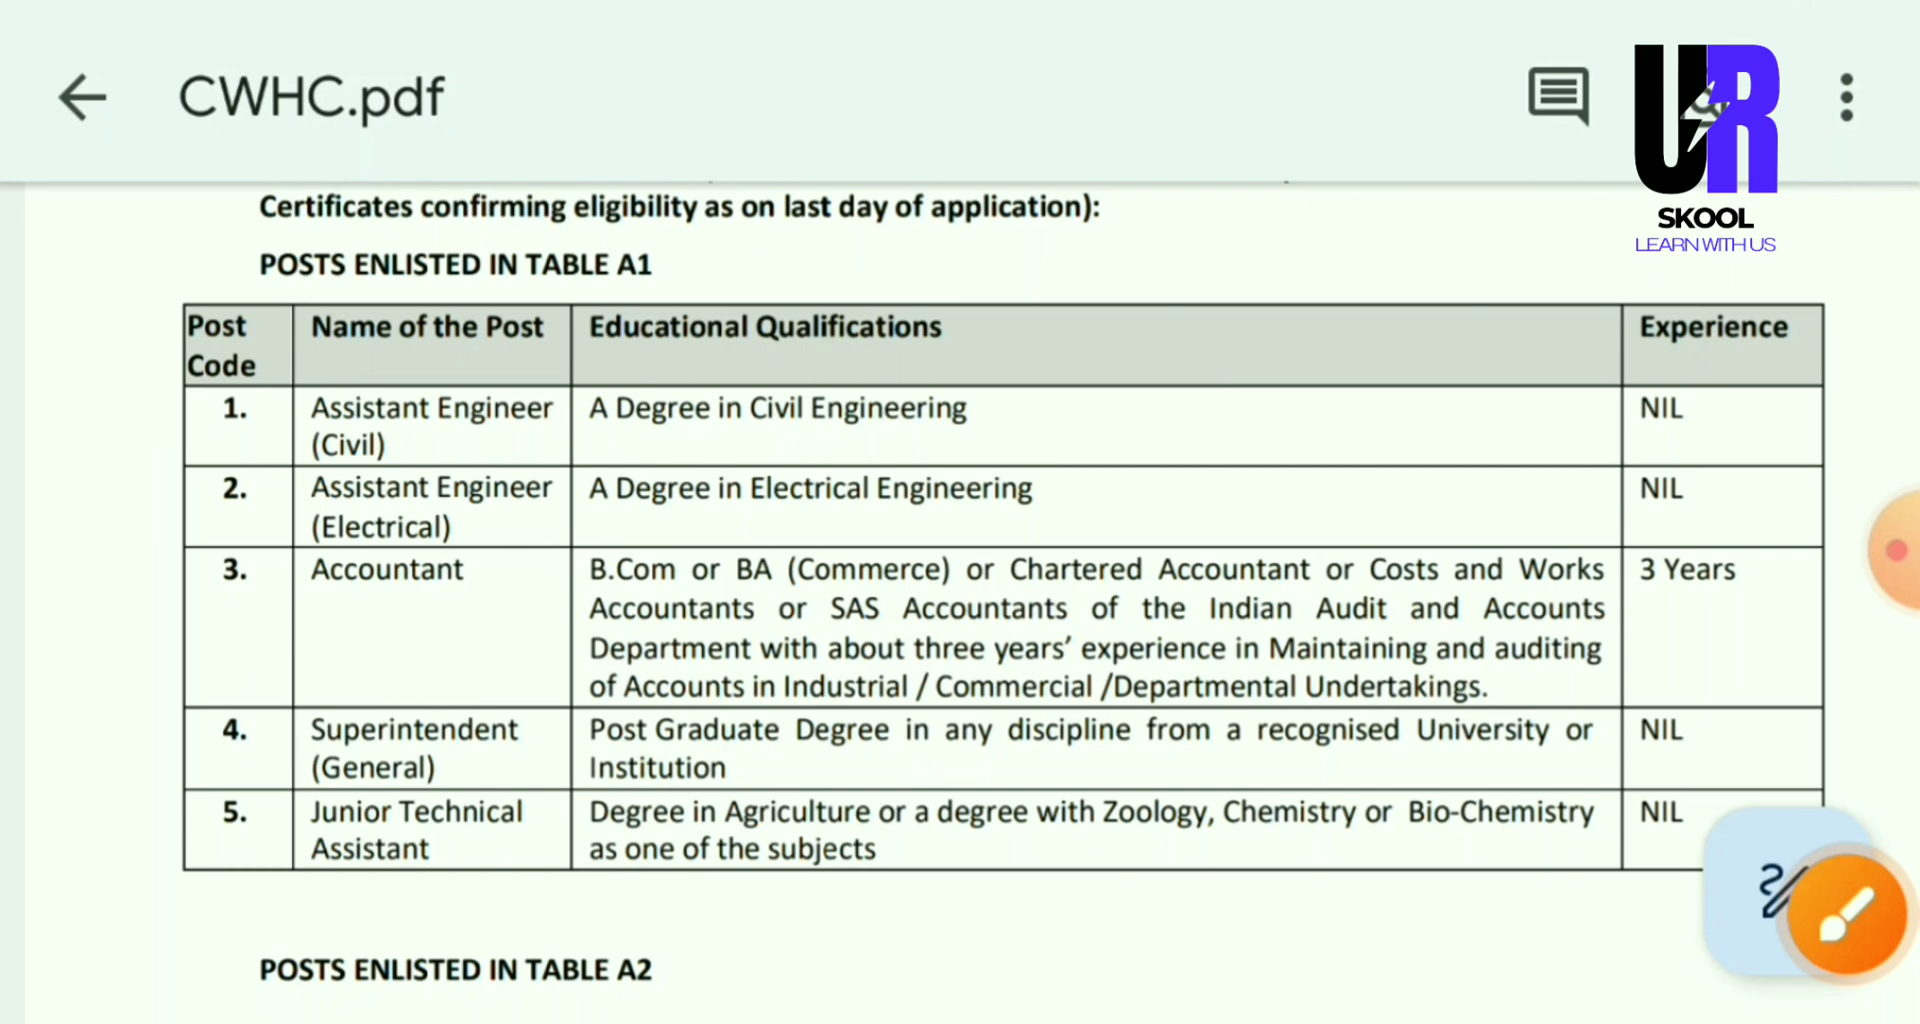 CWHC.pdf
UR
SKOOL
LEARN WITH US
Certificates confirming eligibility as on last day of application):
POSTS ENLISTED IN TABLE A1
Post Code | Name of the Post | Educational Qualifications | Experience
1. | Assistant Engineer (Civil) | A Degree in Civil Engineering | NIL
2. | Assistant Engineer (Electrical) | A Degree in Electrical Engineering | NIL
3. | Accountant | B.Com or BA (Commerce) or Chartered Accountant or Costs and Works | 3 Years
Accountants or SAS Accountants of the Indian Audit and Accounts
Department with about three years’ experience in Maintaining and auditing
of Accounts in Industrial / Commercial /Departmental Undertakings.
4. | Superintendent (General) | Post Graduate Degree in any discipline from a recognised University or | NIL
Institution
5. | Junior Technical Assistant | Degree in Agriculture or a degree with Zoology, Chemistry or Bio-Chemistry | NIL
as one of the subjects
POSTS ENLISTED IN TABLE A2